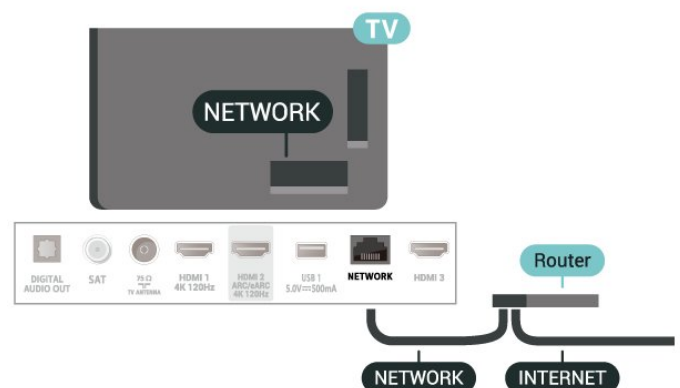 TV
NETWORK
DIGITAL
AUDIO OUT
SAT
75 Ω
TV ANTENNA
HDMI 1
4K 120Hz
HDMI 2
ARC/eARC
4K 120Hz
USB 1
5.0V⎓500mA
NETWORK
HDMI 3
Router
NETWORK
INTERNET